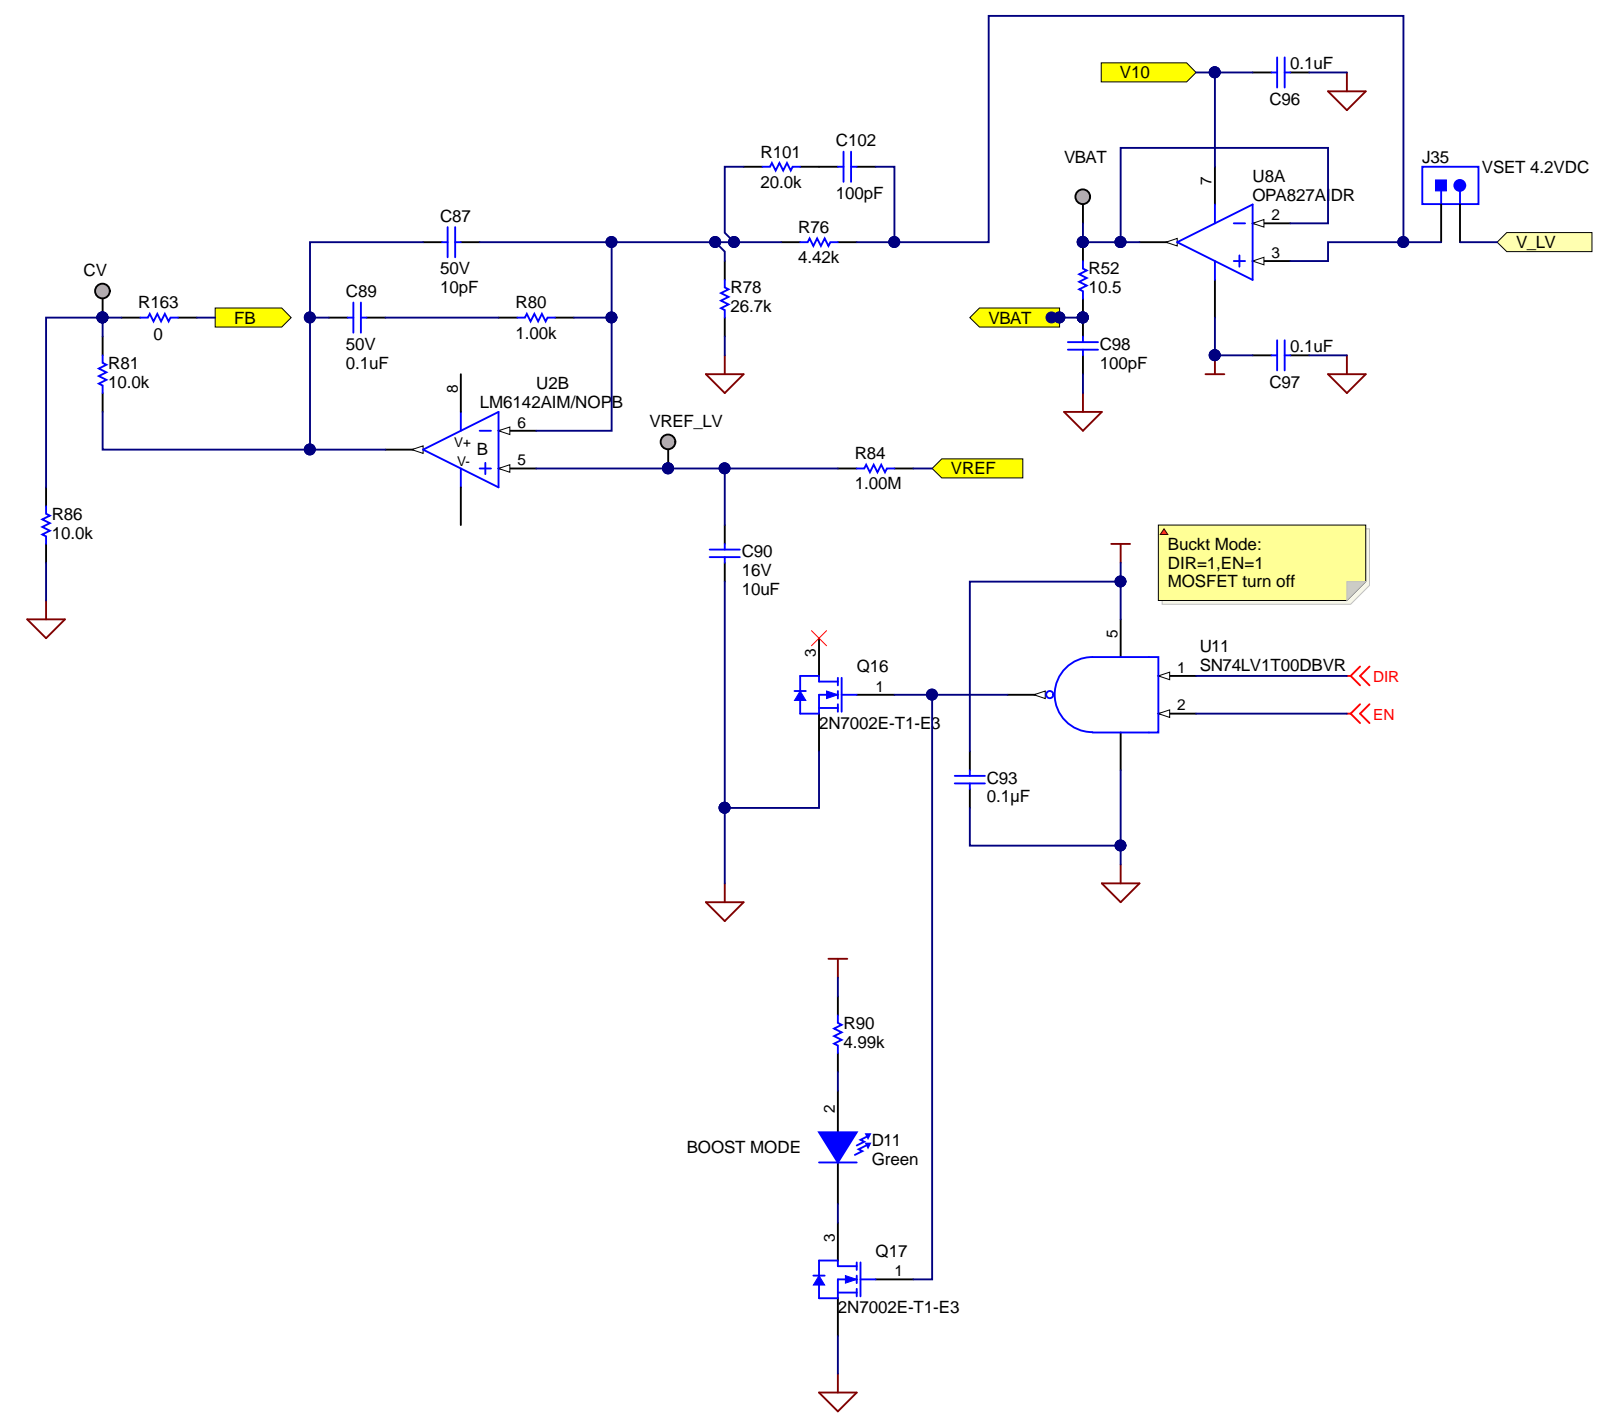 V10
0.1uF
C96
C102
R101
20.0k
100pF
VBAT
7
U8A
OPA827AIDR
2
3
J35
VSET 4.2VDC
V_LV
C87
50V
10pF
R76
4.42k
CV
R163
0
FB
C89
50V
0.1uF
R80
1.00k
R78
26.7k
R52
10.5
VBAT
C98
100pF
0.1uF
C97
R81
10.0k
8
U2B
LM6142AIM/NOPB
V+
V-
B
6
5
VREF_LV
R84
1.00M
VREF
R86
10.0k
C90
16V
10uF
Buckt Mode:
DIR=1,EN=1
MOSFET turn off
3
Q16
1
2N7002E-T1-E3
5
U11
SN74LV1T00DBVR
1
DIR
2
EN
C93
0.1µF
R90
4.99k
2
BOOST MODE
D11
Green
3
Q17
1
2N7002E-T1-E3